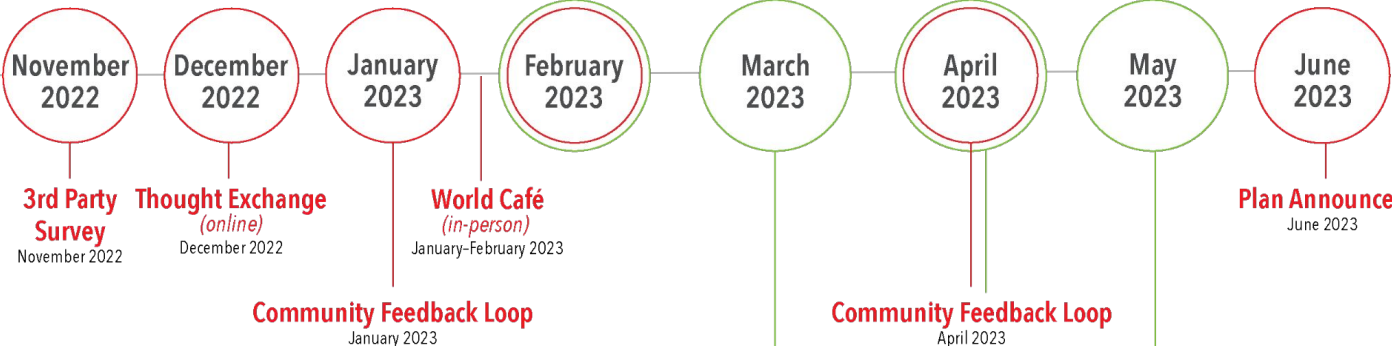 November
2022
December
2022
January
2023
February
2023
March
2023
April
2023
May
2023
June
2023
3rd Party
Survey
November 2022
Thought Exchange
(online)
December 2022
World Café
(in-person)
January–February 2023
Plan Announce
June 2023
Community Feedback Loop
January 2023
Community Feedback Loop
April 2023